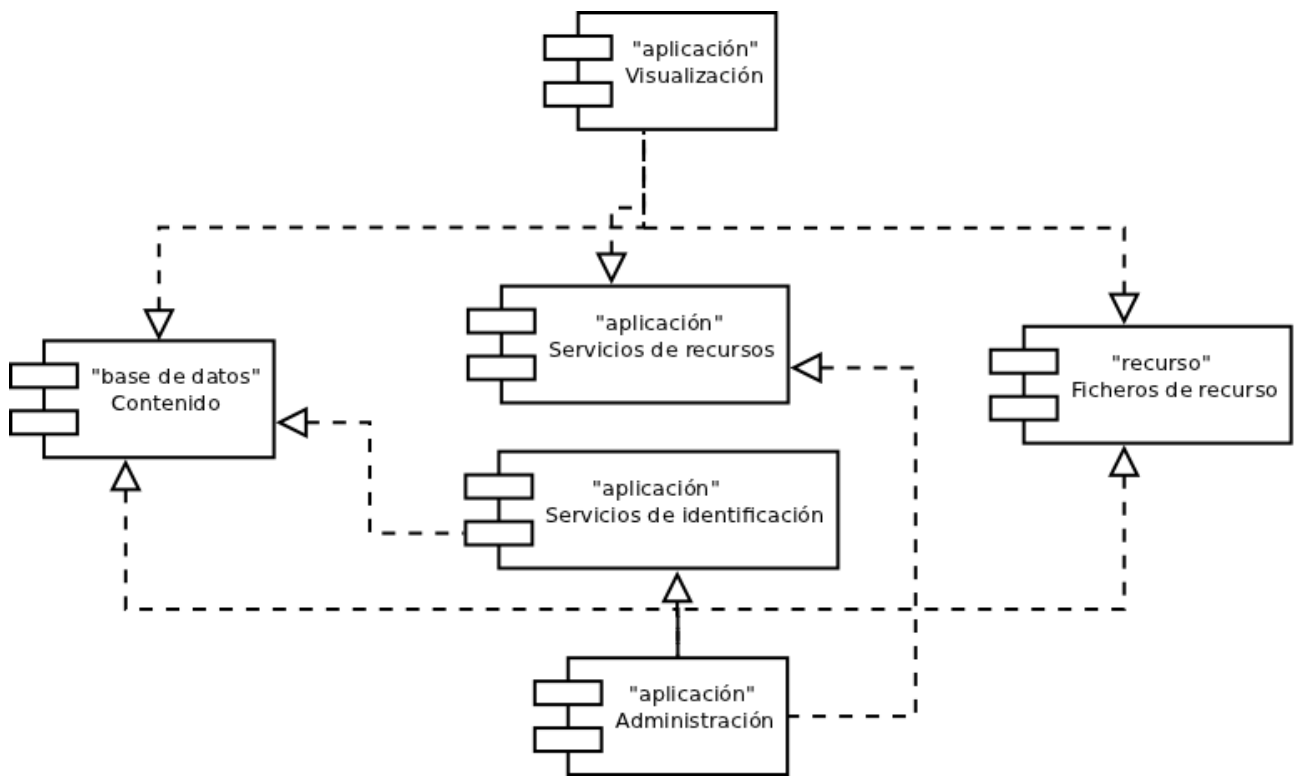 "aplicación"
Visualización
"aplicación"
Servicios de recursos
"base de datos"
Contenido
"recurso"
Ficheros de recurso
"aplicación"
Servicios de identificación
"aplicación"
Administración